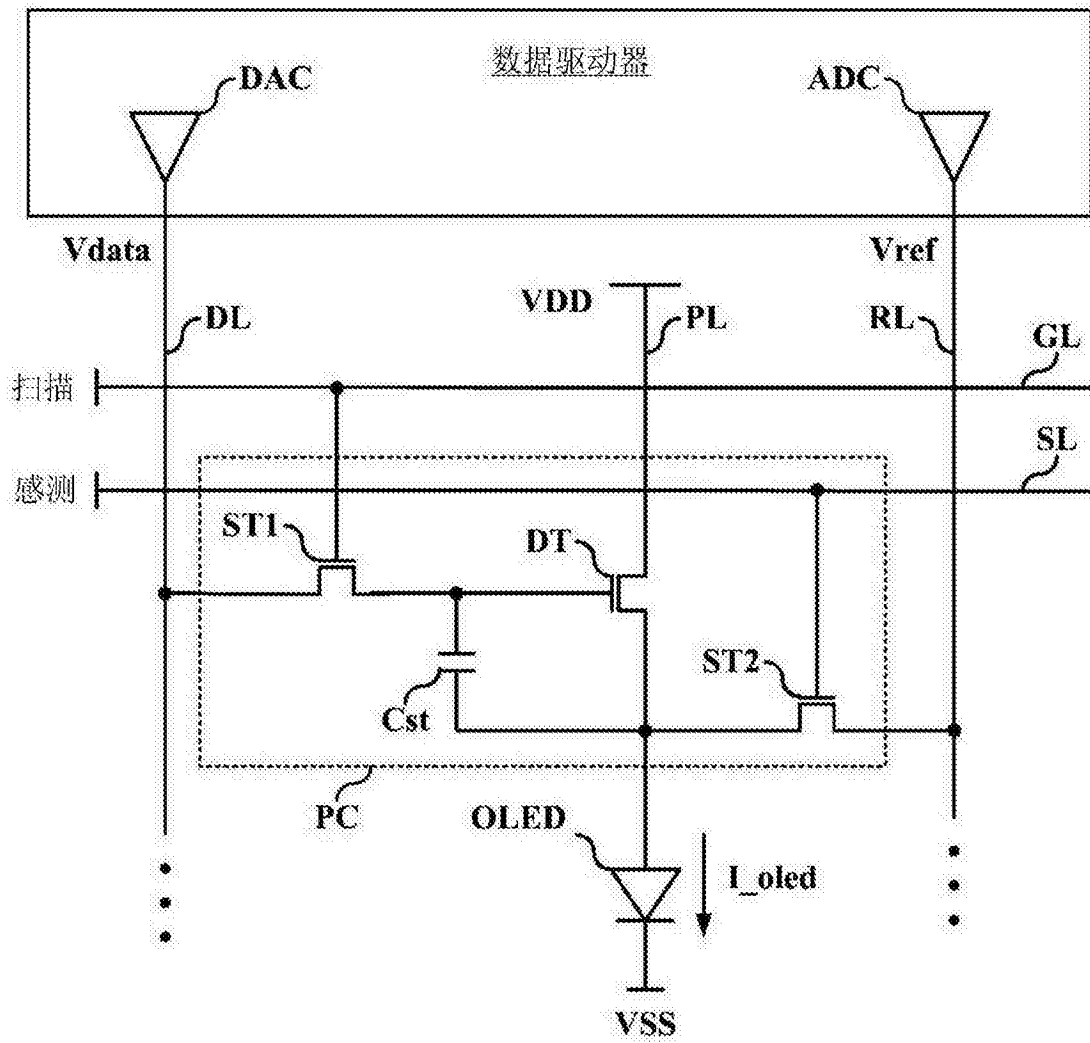 数据驱动器
DAC
ADC
Vdata
Vref
VDD
DL
PL
RL
GL
扫描
SL
感测
ST1
DT
ST2
Cst
PC
OLED
I_oled
VSS